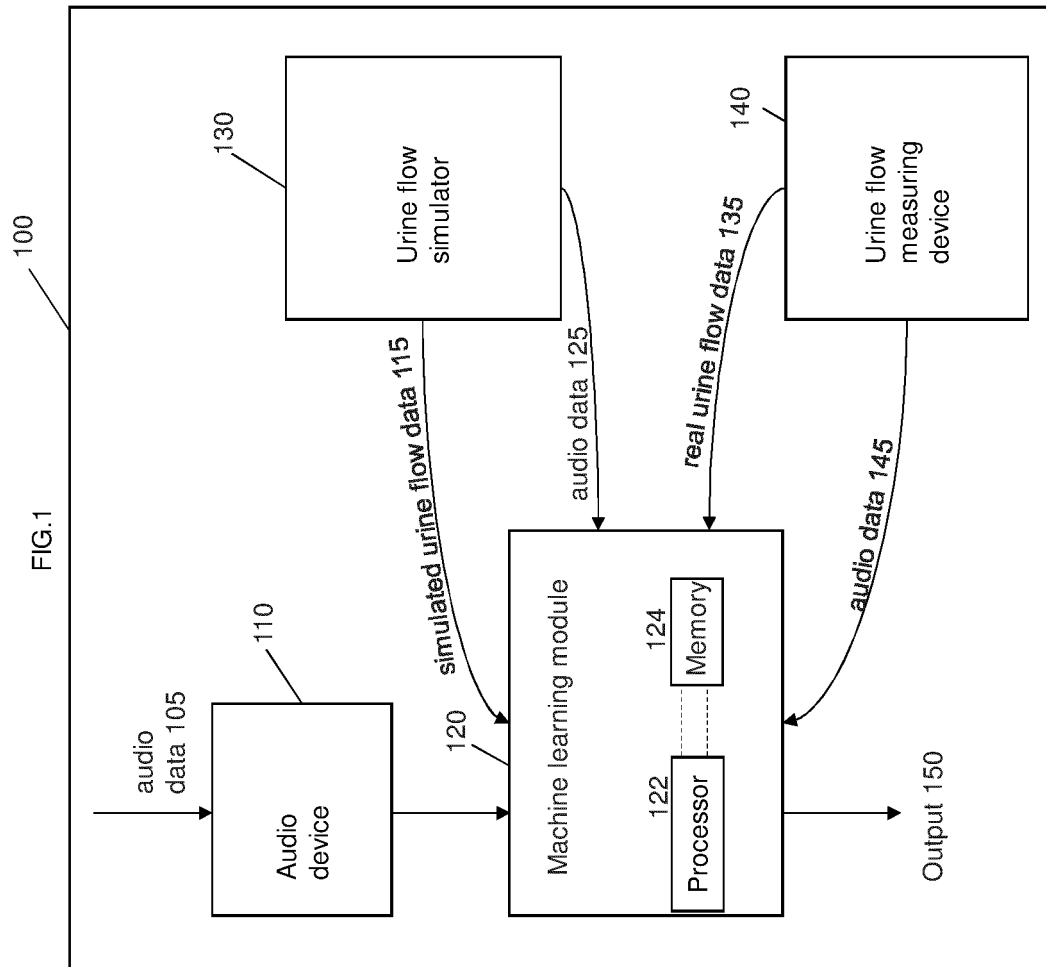 FIG.1
100
audio
data 105
110
Audio
device
130
Urine flow
simulator
simulated urine flow data 115
audio data 125
120
Machine learning module
122
Processor
124
Memory
real urine flow data 135
140
Urine flow
measuring
device
audio data 145
Output 150